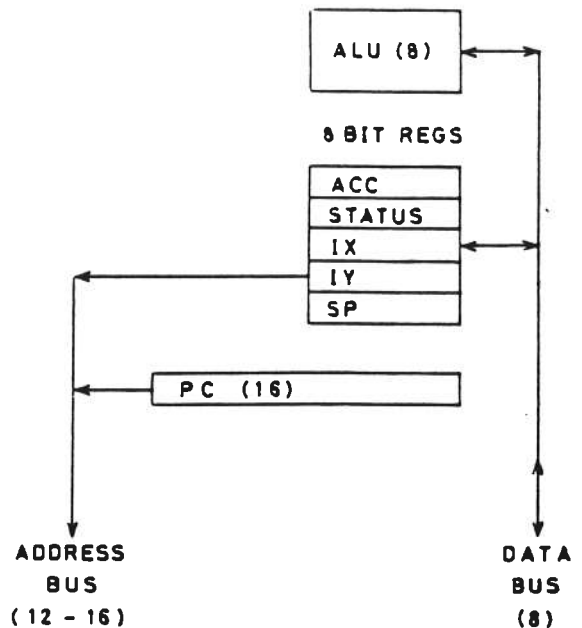 ALU (8)
8 BIT REGS
ACC
STATUS
IX
IY
SP
PC (16)
ADDRESS
BUS
(12 - 16)
DATA
BUS
(8)